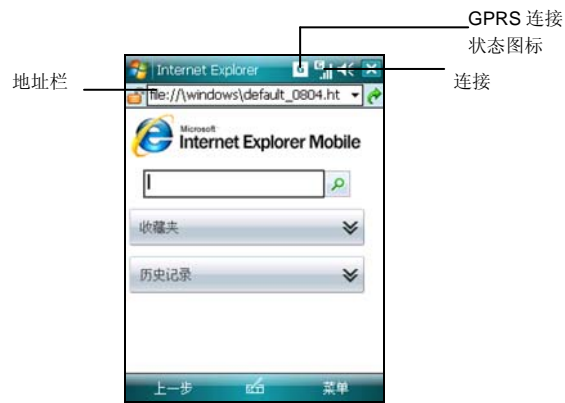 GPRS 连接
状态图标
地址栏
连接
Internet Explorer
file://\windows\default_0804.ht
Microsoft
Internet Explorer Mobile
收藏夹
历史记录
上一步
菜单